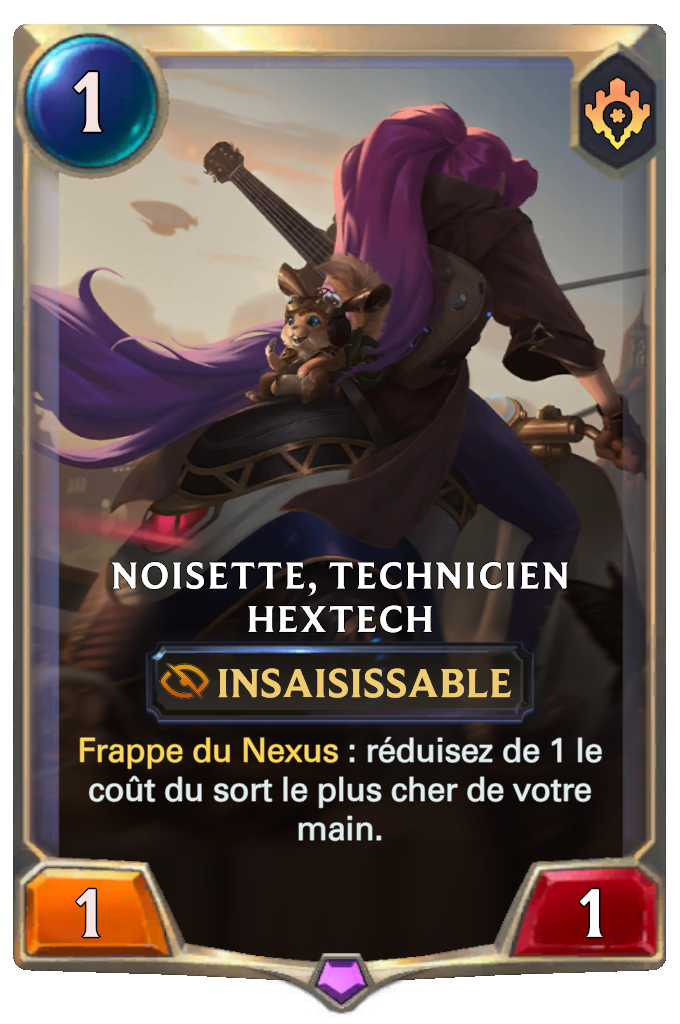 1
NOISETTE, TECHNICIEN
HEXTECH
INSAISISSABLE
Frappe du Nexus : réduisez de 1 le
coût du sort le plus cher de votre
main.
1
1